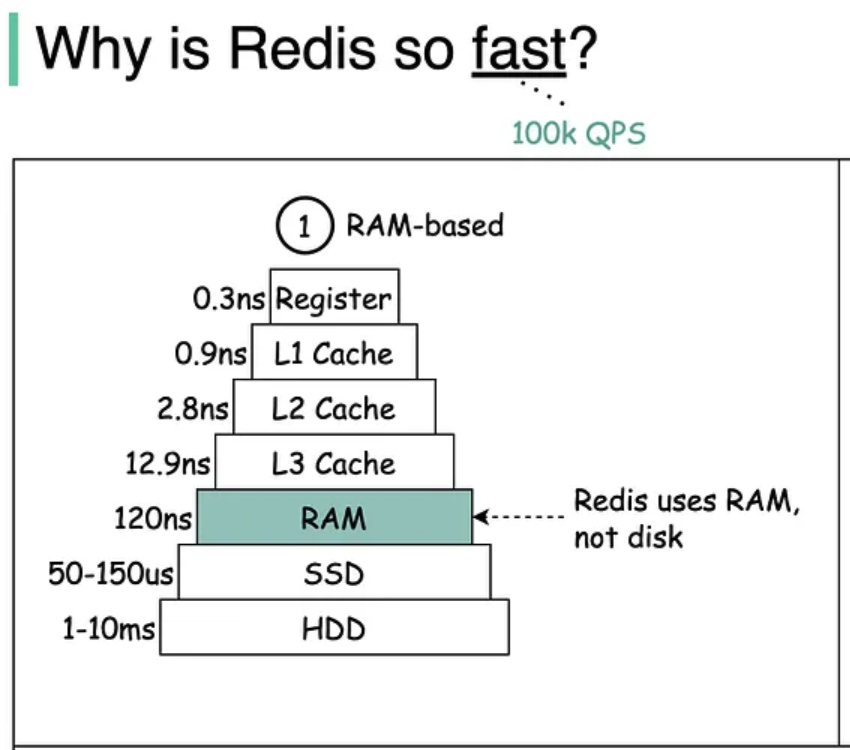 Why is Redis so fast?
100k QPS
1 RAM-based
0.3ns Register
0.9ns L1 Cache
2.8ns L2 Cache
12.9ns L3 Cache
120ns RAM
Redis uses RAM,
not disk
50-150us SSD
1-10ms HDD